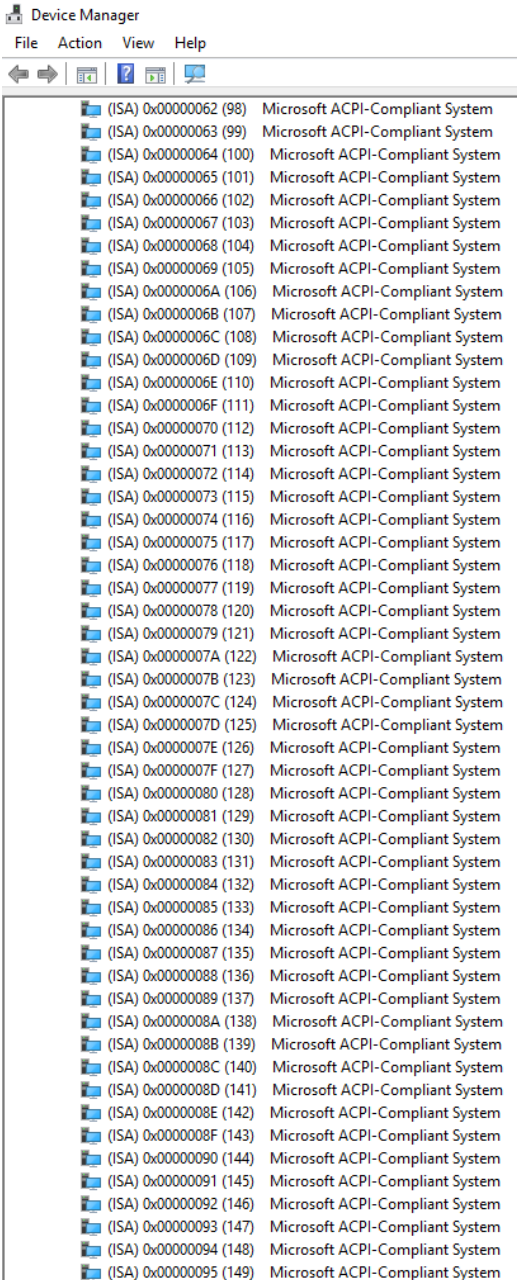 Device Manager
File Action View Help
(ISA) 0x00000062 (98) Microsoft ACPI-Compliant System
(ISA) 0x00000063 (99) Microsoft ACPI-Compliant System
(ISA) 0x00000064 (100) Microsoft ACPI-Compliant System
(ISA) 0x00000065 (101) Microsoft ACPI-Compliant System
(ISA) 0x00000066 (102) Microsoft ACPI-Compliant System
(ISA) 0x00000067 (103) Microsoft ACPI-Compliant System
(ISA) 0x00000068 (104) Microsoft ACPI-Compliant System
(ISA) 0x00000069 (105) Microsoft ACPI-Compliant System
(ISA) 0x0000006A (106) Microsoft ACPI-Compliant System
(ISA) 0x0000006B (107) Microsoft ACPI-Compliant System
(ISA) 0x0000006C (108) Microsoft ACPI-Compliant System
(ISA) 0x0000006D (109) Microsoft ACPI-Compliant System
(ISA) 0x0000006E (110) Microsoft ACPI-Compliant System
(ISA) 0x0000006F (111) Microsoft ACPI-Compliant System
(ISA) 0x00000070 (112) Microsoft ACPI-Compliant System
(ISA) 0x00000071 (113) Microsoft ACPI-Compliant System
(ISA) 0x00000072 (114) Microsoft ACPI-Compliant System
(ISA) 0x00000073 (115) Microsoft ACPI-Compliant System
(ISA) 0x00000074 (116) Microsoft ACPI-Compliant System
(ISA) 0x00000075 (117) Microsoft ACPI-Compliant System
(ISA) 0x00000076 (118) Microsoft ACPI-Compliant System
(ISA) 0x00000077 (119) Microsoft ACPI-Compliant System
(ISA) 0x00000078 (120) Microsoft ACPI-Compliant System
(ISA) 0x00000079 (121) Microsoft ACPI-Compliant System
(ISA) 0x0000007A (122) Microsoft ACPI-Compliant System
(ISA) 0x0000007B (123) Microsoft ACPI-Compliant System
(ISA) 0x0000007C (124) Microsoft ACPI-Compliant System
(ISA) 0x0000007D (125) Microsoft ACPI-Compliant System
(ISA) 0x0000007E (126) Microsoft ACPI-Compliant System
(ISA) 0x0000007F (127) Microsoft ACPI-Compliant System
(ISA) 0x00000080 (128) Microsoft ACPI-Compliant System
(ISA) 0x00000081 (129) Microsoft ACPI-Compliant System
(ISA) 0x00000082 (130) Microsoft ACPI-Compliant System
(ISA) 0x00000083 (131) Microsoft ACPI-Compliant System
(ISA) 0x00000084 (132) Microsoft ACPI-Compliant System
(ISA) 0x00000085 (133) Microsoft ACPI-Compliant System
(ISA) 0x00000086 (134) Microsoft ACPI-Compliant System
(ISA) 0x00000087 (135) Microsoft ACPI-Compliant System
(ISA) 0x00000088 (136) Microsoft ACPI-Compliant System
(ISA) 0x00000089 (137) Microsoft ACPI-Compliant System
(ISA) 0x0000008A (138) Microsoft ACPI-Compliant System
(ISA) 0x0000008B (139) Microsoft ACPI-Compliant System
(ISA) 0x0000008C (140) Microsoft ACPI-Compliant System
(ISA) 0x0000008D (141) Microsoft ACPI-Compliant System
(ISA) 0x0000008E (142) Microsoft ACPI-Compliant System
(ISA) 0x0000008F (143) Microsoft ACPI-Compliant System
(ISA) 0x00000090 (144) Microsoft ACPI-Compliant System
(ISA) 0x00000091 (145) Microsoft ACPI-Compliant System
(ISA) 0x00000092 (146) Microsoft ACPI-Compliant System
(ISA) 0x00000093 (147) Microsoft ACPI-Compliant System
(ISA) 0x00000094 (148) Microsoft ACPI-Compliant System
(ISA) 0x00000095 (149) Microsoft ACPI-Compliant System